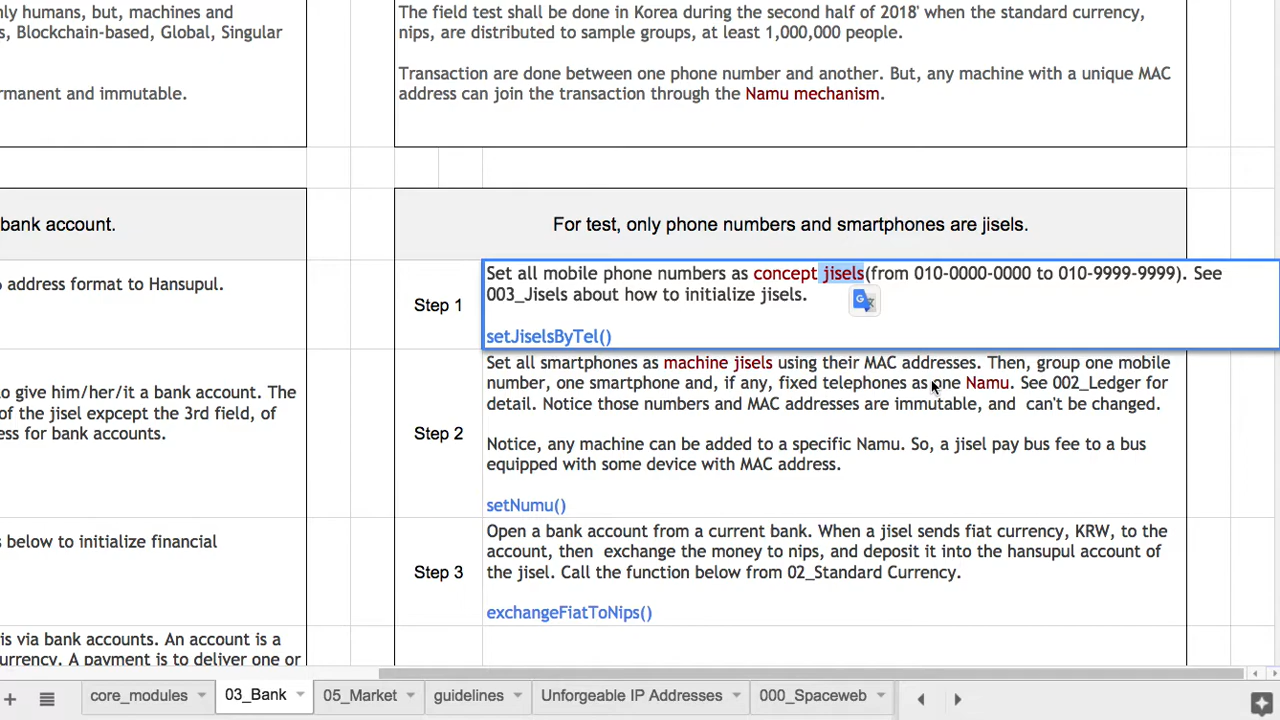 nly humans, but, machines and
s, Blockchain-based, Global, Singular
rmanent and immutable.
The field test shall be done in Korea during the second half of 2018' when the standard currency,
nips, are distributed to sample groups, at least 1,000,000 people.
Transaction are done between one phone number and another. But, any machine with a unique MAC
address can join the transaction through the Namu mechanism.
bank account.
address format to Hansupul.
to give him/her/it a bank account. The
of the jisel expcept the 3rd field, of
ess for bank accounts.
s below to initialize financial
is via bank accounts. An account is a
urrency. A payment is to deliver one or
For test, only phone numbers and smartphones are jisels.
Step 1
Set all mobile phone numbers as concept jisels(from 010-0000-0000 to 010-9999-9999). See
003_Jisels about how to initialize jisels.
setJiselsByTel()
Step 2
Set all smartphones as machine jisels using their MAC addresses. Then, group one mobile
number, one smartphone and, if any, fixed telephones as one Namu. See 002_Ledger for
detail. Notice those numbers and MAC addresses are immutable, and  can't be changed.
Notice, any machine can be added to a specific Namu. So, a jisel pay bus fee to a bus
equipped with some device with MAC address.
setNumu()
Step 3
Open a bank account from a current bank. When a jisel sends fiat currency, KRW, to the
account, then  exchange the money to nips, and deposit it into the hansupul account of
the jisel. Call the function below from 02_Standard Currency.
exchangeFiatToNips()
core_modules
03_Bank
05_Market
guidelines
Unforgeable IP Addresses
000_Spaceweb